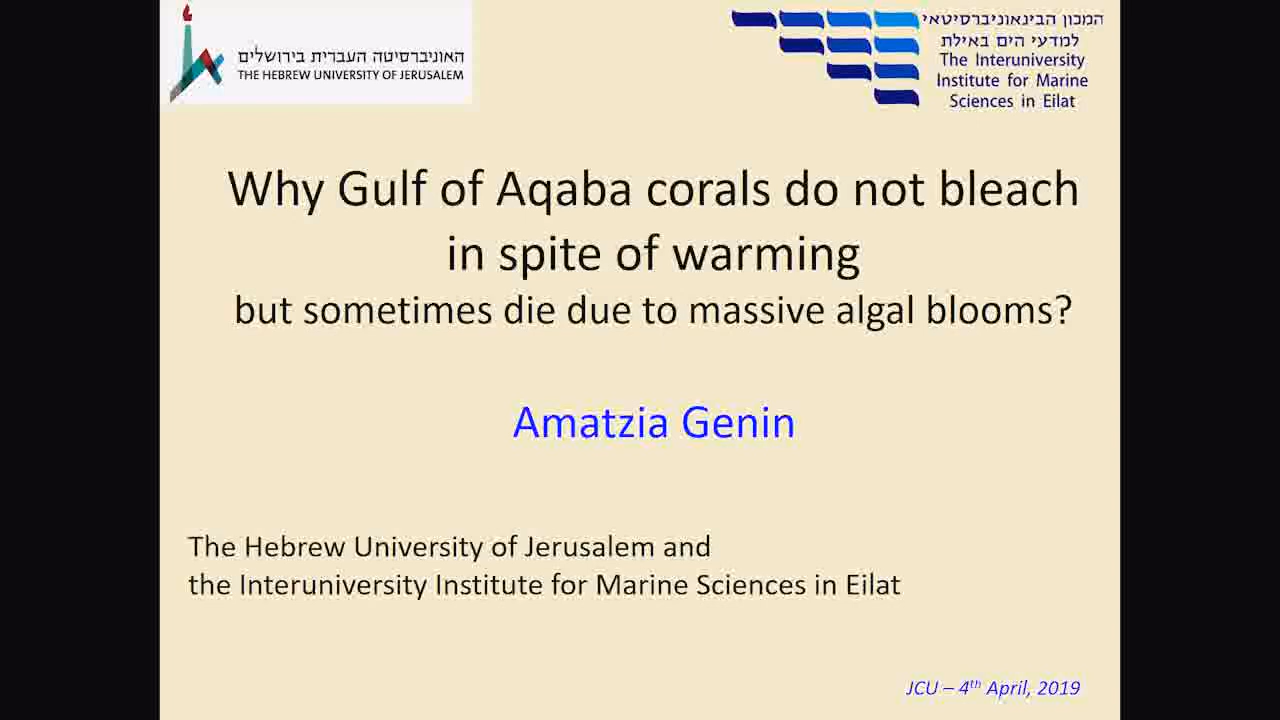 האוניברסיטה העברית בירושלים
THE HEBREW UNIVERSITY OF JERUSALEM
המכון הבינאוניברסיטאי
למדעי הים באילת
The Interuniversity
Institute for Marine
Sciences in Eilat
Why Gulf of Aqaba corals do not bleach
in spite of warming
but sometimes die due to massive algal blooms?
Amatzia Genin
The Hebrew University of Jerusalem and
the Interuniversity Institute for Marine Sciences in Eilat
JCU – 4th April, 2019